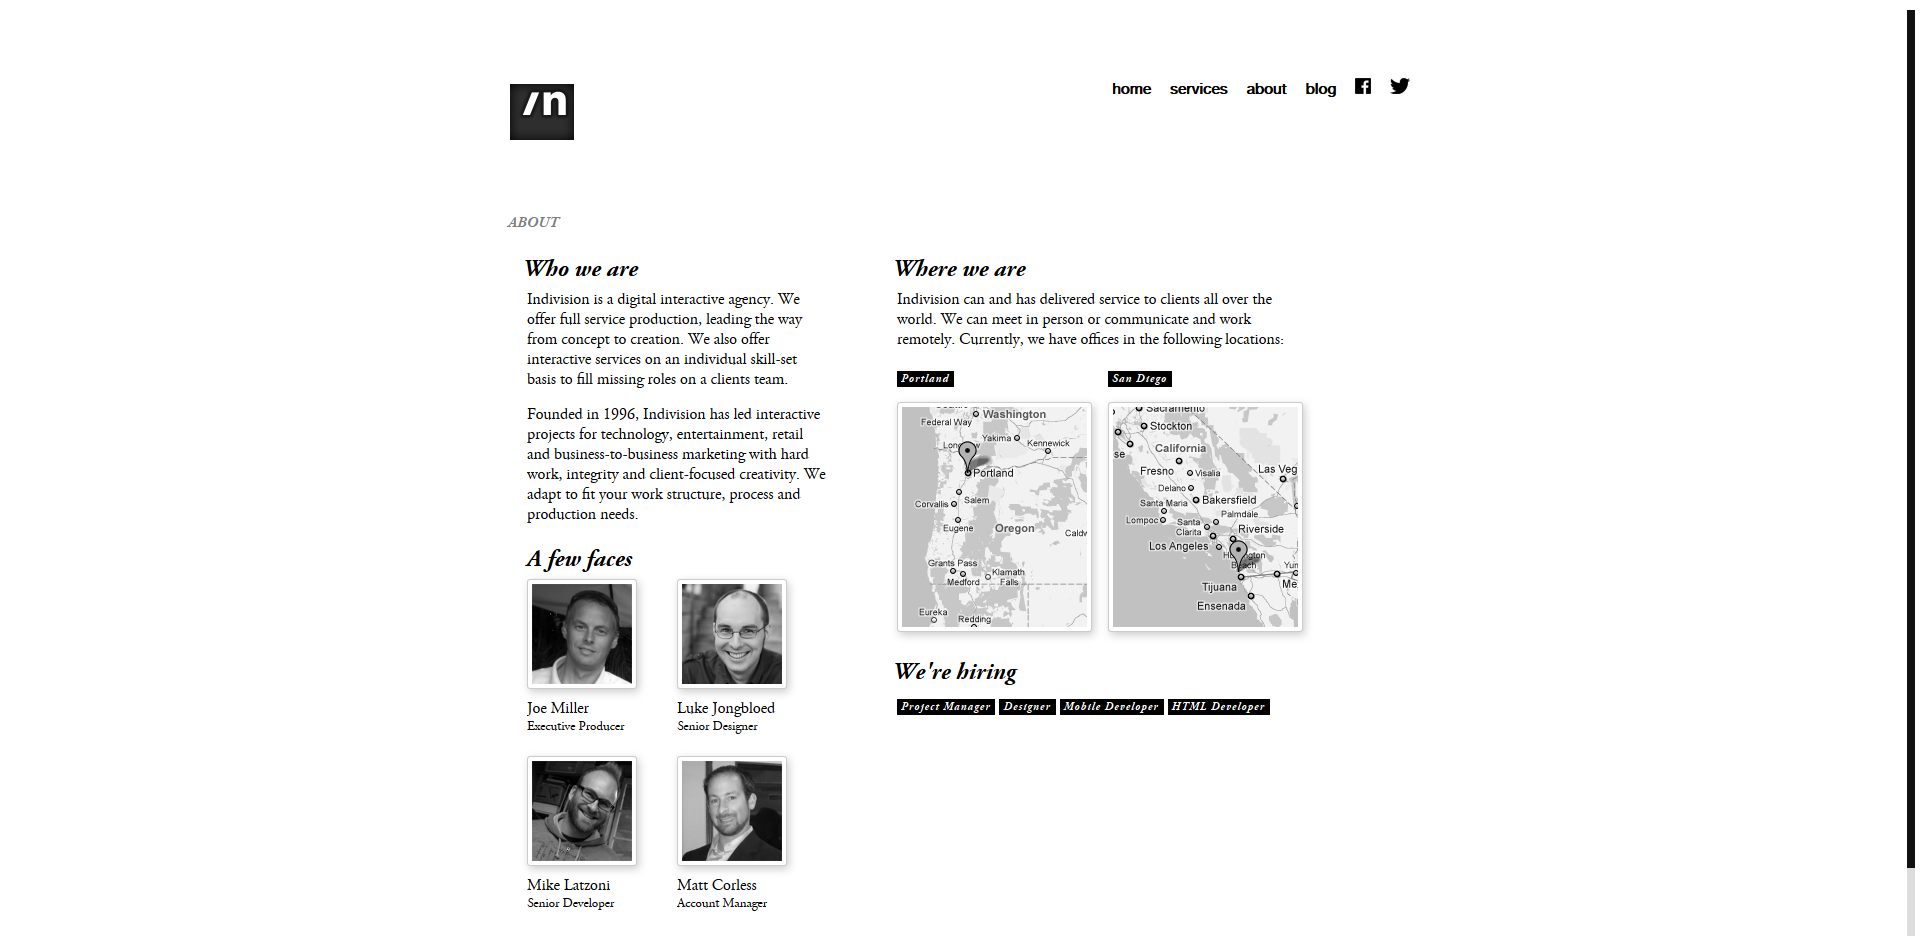 in
home services about blog
ABOUT
Who we are
Indivision is a digital interactive agency. We
offer full service production, leading the way
from concept to creation. We also offer
interactive services on an individual skill-set
basis to fill missing roles on a clients team.
Founded in 1996, Indivision has led interactive
projects for technology, entertainment, retail
and business-to-business marketing with hard
work, integrity and client-focused creativity. We
adapt to fit your work structure, process and
production needs.
A few faces
Joe Miller
Executive Producer
Luke Jongbloed
Senior Designer
Mike Latzoni
Senior Developer
Matt Corless
Account Manager
Where we are
Indivision can and has delivered service to clients all over the
world. We can meet in person or communicate and work
remotely. Currently, we have offices in the following locations:
Portland
Washington
Federal Way
Yakima
Kennewick
Portland
Salem
Corvallis
Eugene
Oregon
Grants Pass
Klamath
Medford
Falls
Eureka
Redding
San Diego
Sacramento
Stockton
California
Fresno
Visalia
Las Veg
Delano
Bakersfield
Santa Maria
Palmdale
Lompoc
Santa
Clarita
Riverside
Los Angeles
Beach
Yun
Tijuana
Me
Ensenada
We're hiring
Project Manager Designer Mobile Developer HTML Developer